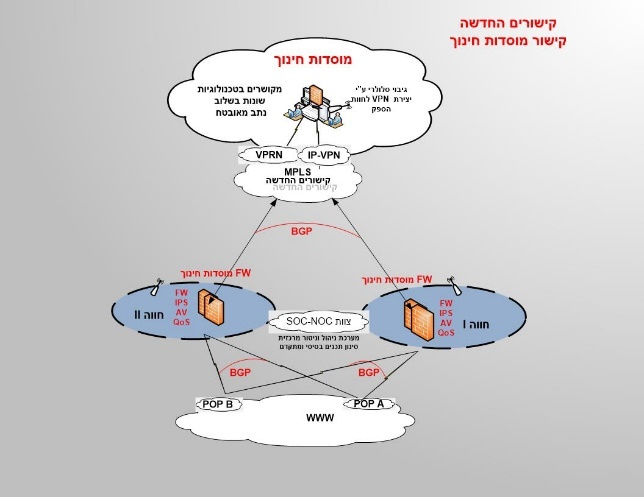 קישורים החדשה
קישור מוסדות חינוך
מוסדות חינוך
מקושרים בטכנולוגיות
שונות בשלוב
נתב מאובטח
גיבוי סלולרי ע"י
יצירת VPN לחוות
הספק
VPRN
IP-VPN
MPLS
קישורים החדשה
קישורים החדשה
BGP
FW מוסדות חינוך
FW מוסדות חינוך
חווה II
FW
IPS
AV
QoS
צוות SOC-NOC
מערכת ניהול וניטור מרכזית
סינון תכנים בסיסי ומתקדם
FW
IPS
AV
QoS
חווה I
BGP
BGP
POP B
POP A
WWW